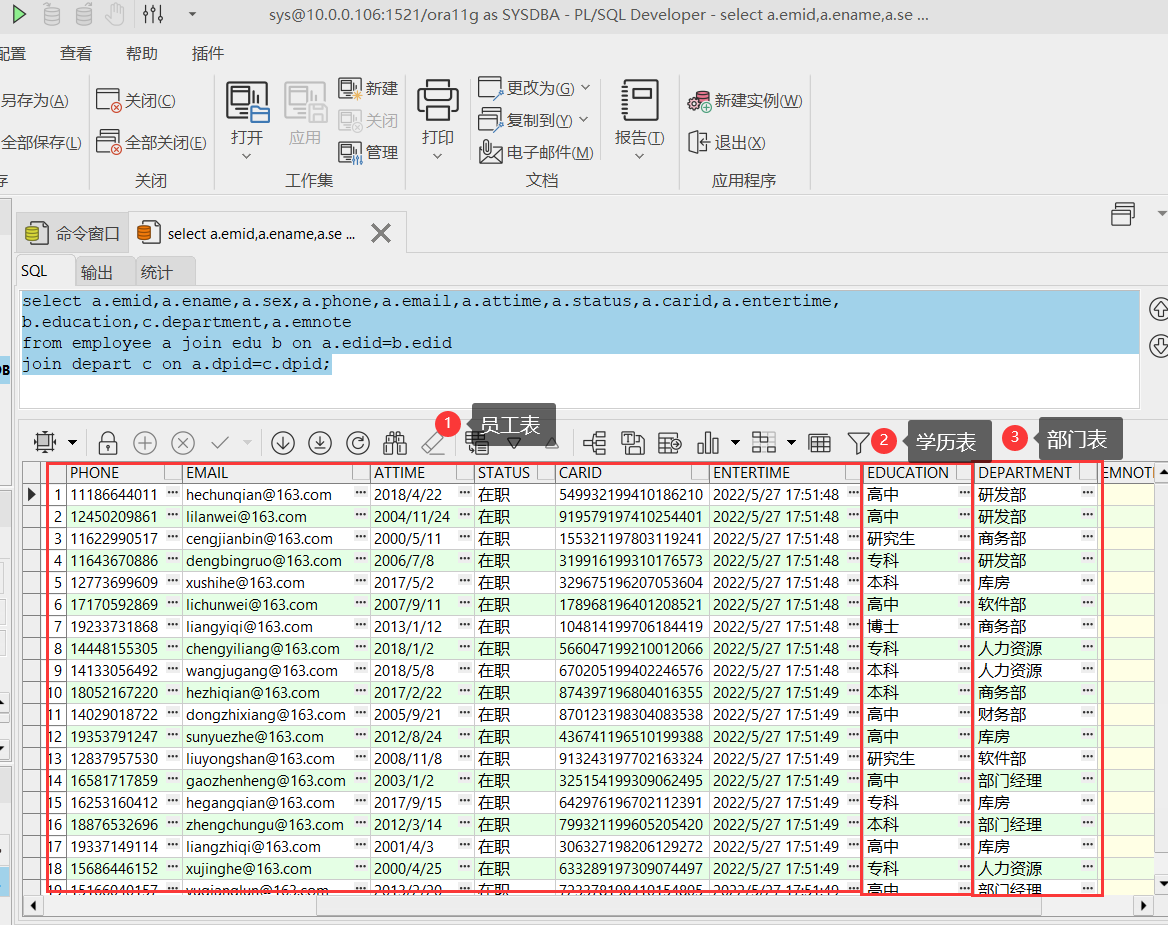 sys@10.0.0.106:1521/ora11g as SYSDBA - PL/SQL Developer - select a.emid,a.ename,a.se ...
配置 查看 帮助 插件
另存为(A)
全部保存(L)
关闭(C)
全部关闭(E)
关闭
打开
应用
新建
关闭
管理
工作集
打印
更改为(G)
复制到(Y)
电子邮件(M)
文档
报告(T)
新建实例(W)
退出(X)
应用程序
命令窗口
select a.emid,a.ename,a.se ...
SQL 输出 统计
select a.emid,a.ename,a.sex,a.phone,a.email,a.attime,a.status,a.carid,a.entertime,
b.education,c.department,a.emnote
from employee a join edu b on a.edid=b.edid
join depart c on a.dpid=c.dpid;
1 员工表
2 学历表
3 部门表
PHONE EMAIL ATTIME STATUS CARID ENTERTIME EDUCATION DEPARTMENT EMNOTE
1 11186644011 hechunqian@163.com 2018/4/22 在职 549932199410186210 2022/5/27 17:51:48 高中 研发部
2 12450209861 lilanwei@163.com 2004/11/24 在职 919579197410254401 2022/5/27 17:51:48 高中 研发部
3 11622990517 cengjianbin@163.com 2000/5/11 在职 155321197803119241 2022/5/27 17:51:48 研究生 商务部
4 11643670886 dengbingruo@163.com 2006/7/8 在职 319916199310176573 2022/5/27 17:51:48 专科 研发部
5 12773699609 xushihe@163.com 2017/5/2 在职 329675196207053604 2022/5/27 17:51:48 本科 库房
6 17170592869 lichunwei@163.com 2007/9/11 在职 178968196401208521 2022/5/27 17:51:48 高中 软件部
7 19233731868 liangyiqi@163.com 2013/1/12 在职 104814199706184419 2022/5/27 17:51:48 博士 商务部
8 14448155305 chengyiliang@163.com 2018/1/2 在职 566047199210012066 2022/5/27 17:51:48 专科 人力资源
9 14133056492 wangjugang@163.com 2018/5/8 在职 670205199402246576 2022/5/27 17:51:48 本科 人力资源
10 18052167220 hezhiqian@163.com 2017/2/22 在职 874397196804016355 2022/5/27 17:51:49 本科 商务部
11 14029018722 dongzhixiang@163.com 2005/9/21 在职 870123198304083538 2022/5/27 17:51:49 高中 财务部
12 19353791247 sunyuezhe@163.com 2012/8/24 在职 436741196510199388 2022/5/27 17:51:49 高中 库房
13 12837957530 liuyongshan@163.com 2008/11/8 在职 913243197702163324 2022/5/27 17:51:49 研究生 软件部
14 16581717859 gaozhenheng@163.com 2003/1/2 在职 325154199309062495 2022/5/27 17:51:49 高中 部门经理
15 16253160412 hegangqian@163.com 2017/9/15 在职 642976196702112391 2022/5/27 17:51:49 专科 库房
16 18876532696 zhengchungu@163.com 2012/3/14 在职 799321199605205420 2022/5/27 17:51:49 本科 部门经理
17 19337149114 liangzhiqi@163.com 2001/4/3 在职 306327198206129272 2022/5/27 17:51:49 高中 库房
18 15686446152 xujinghe@163.com 2000/4/25 在职 633289197309074497 2022/5/27 17:51:49 专科 人力资源
在职 2022/5/27 17:51:49 高中 部门经理